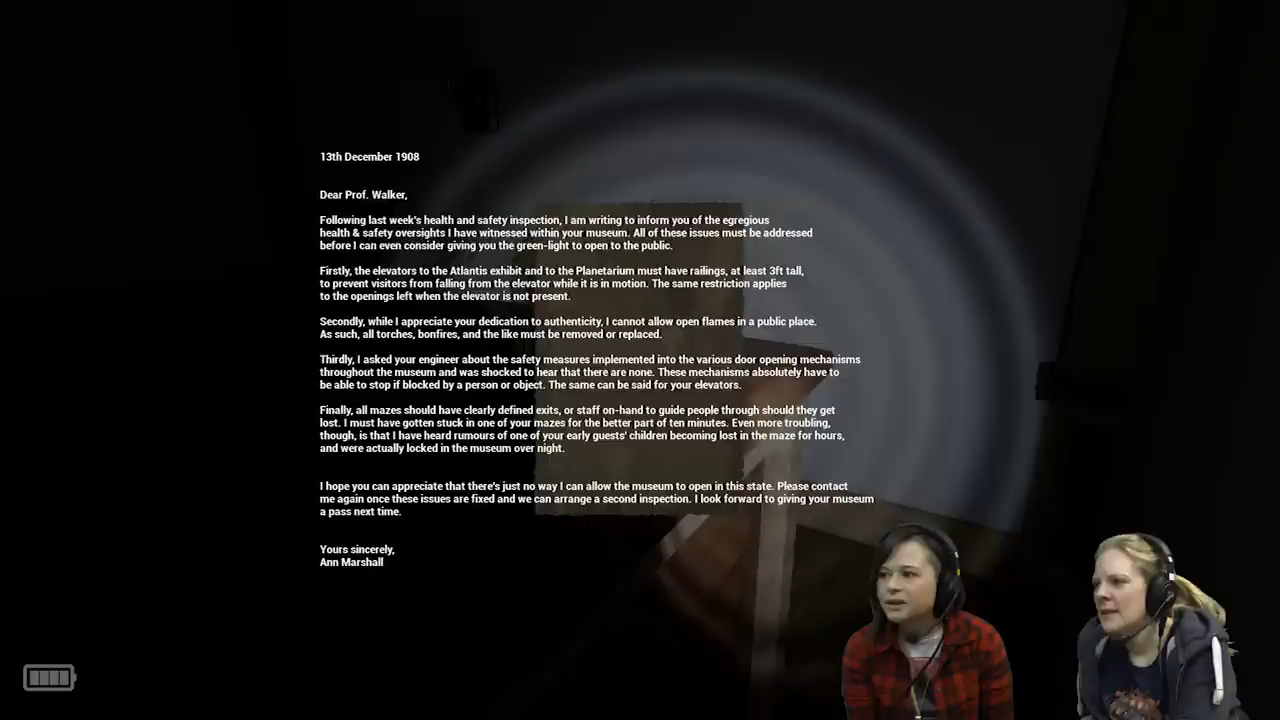 13th December 1908
Dear Prof. Walker,
Following last week's health and safety inspection, I am writing to inform you of the egregious
health & safety oversights I have witnessed within your museum. All of these issues must be addressed
before I can even consider giving you the green-light to open to the public.
Firstly, the elevators to the Atlantis exhibit and to the Planetarium must have railings, at least 3ft tall,
to prevent visitors from falling from the elevator while it is in motion. The same restriction applies
to the openings left when the elevator is not present.
Secondly, while I appreciate your dedication to authenticity, I cannot allow open flames in a public place.
As such, all torches, bonfires, and the like must be removed or replaced.
Thirdly, I asked your engineer about the safety measures implemented into the various door opening mechanisms
throughout the museum and was shocked to hear that there are none. These mechanisms absolutely have to
be able to stop if blocked by a person or object. The same can be said for your elevators.
Finally, all mazes should have clearly defined exits, or staff on-hand to guide people through should they get
lost. I must have gotten stuck in one of your mazes for the better part of ten minutes. Even more troubling,
though, is that I have heard rumours of one of your early guests' children becoming lost in the maze for hours,
and were actually locked in the museum over night.
I hope you can appreciate that there's just no way I can allow the museum to open in this state. Please contact
me again once these issues are fixed and we can arrange a second inspection. I look forward to giving your museum
a pass next time.
Yours sincerely,
Ann Marshall